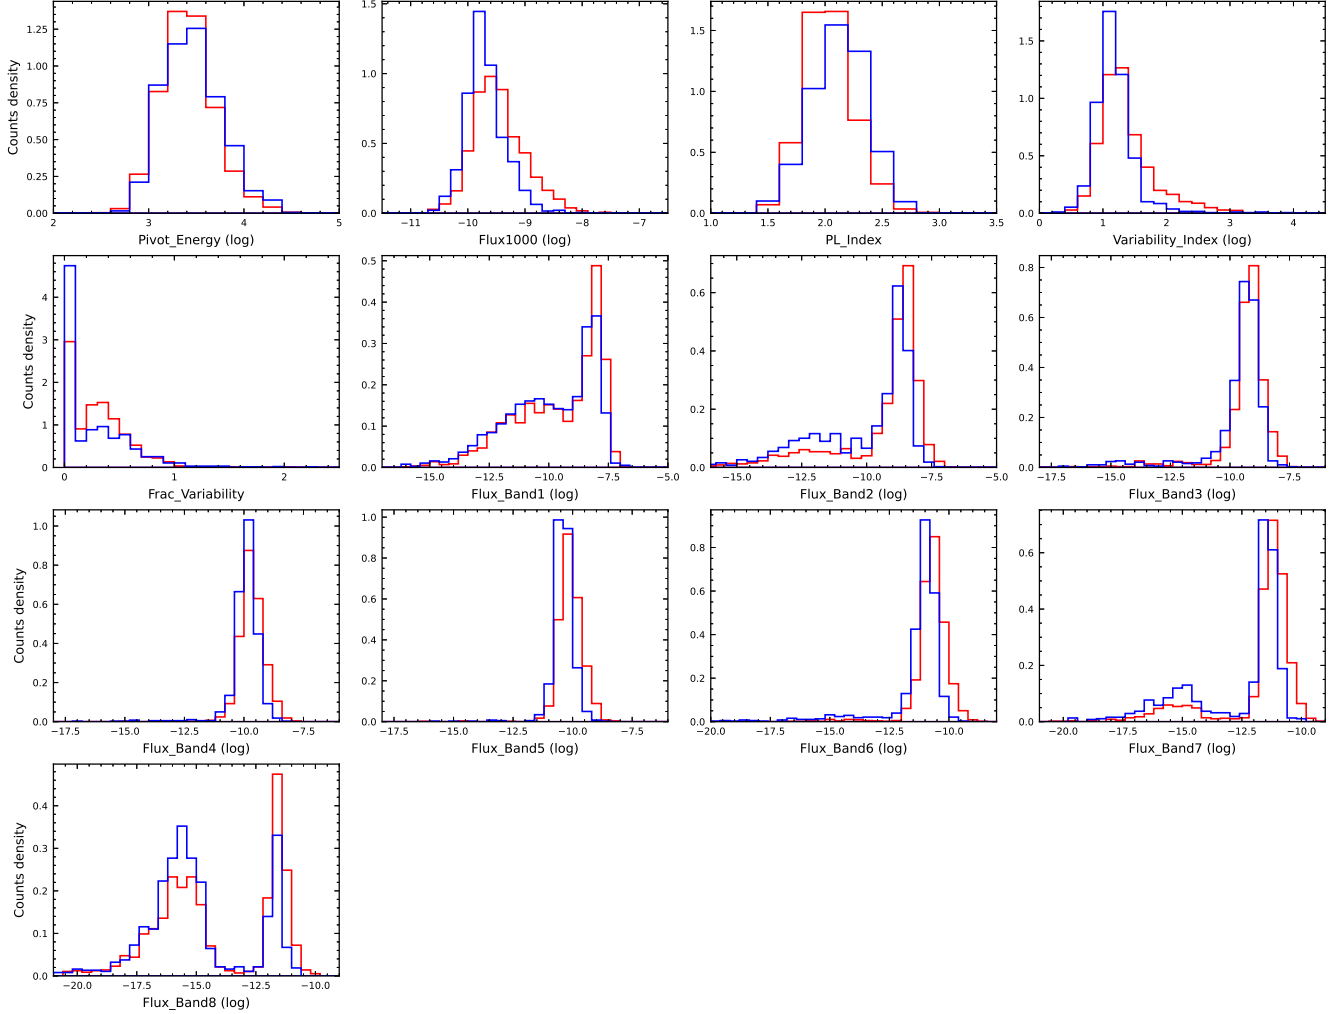 Counts density
0.00 0.25 0.50 0.75 1.00 1.25
2 3 4 5
Pivot_Energy (log)
0.0 0.5 1.0 1.5
−11 −10 −9 −8 −7
Flux1000 (log)
0.0 0.5 1.0 1.5
1.0 1.5 2.0 2.5 3.0 3.5
PL_Index
0.0 0.5 1.0 1.5
0 1 2 3 4
Variability_Index (log)
Counts density
0 1 2 3 4
0 1 2
Frac_Variability
0.0 0.1 0.2 0.3 0.4 0.5
−15.0 −12.5 −10.0 −7.5 −5.0
Flux_Band1 (log)
0.0 0.2 0.4 0.6
−15.0 −12.5 −10.0 −7.5 −5.0
Flux_Band2 (log)
0.0 0.2 0.4 0.6 0.8
−17.5 −15.0 −12.5 −10.0 −7.5
Flux_Band3 (log)
Counts density
0.0 0.2 0.4 0.6 0.8 1.0
−17.5 −15.0 −12.5 −10.0 −7.5
Flux_Band4 (log)
0.0 0.2 0.4 0.6 0.8 1.0
−17.5 −15.0 −12.5 −10.0 −7.5
Flux_Band5 (log)
0.0 0.2 0.4 0.6 0.8
−20.0 −17.5 −15.0 −12.5 −10.0
Flux_Band6 (log)
0.0 0.2 0.4 0.6
−20.0 −17.5 −15.0 −12.5 −10.0
Flux_Band7 (log)
Counts density
0.0 0.1 0.2 0.3 0.4
−20.0 −17.5 −15.0 −12.5 −10.0
Flux_Band8 (log)